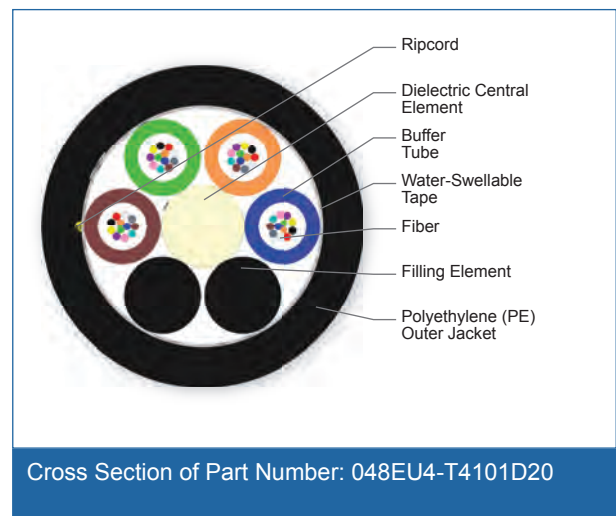 Ripcord
Dielectric Central
Element
Buffer
Tube
Water-Swellable
Tape
Fiber
Filling Element
Polyethylene (PE)
Outer Jacket
Cross Section of Part Number: 048EU4-T4101D20